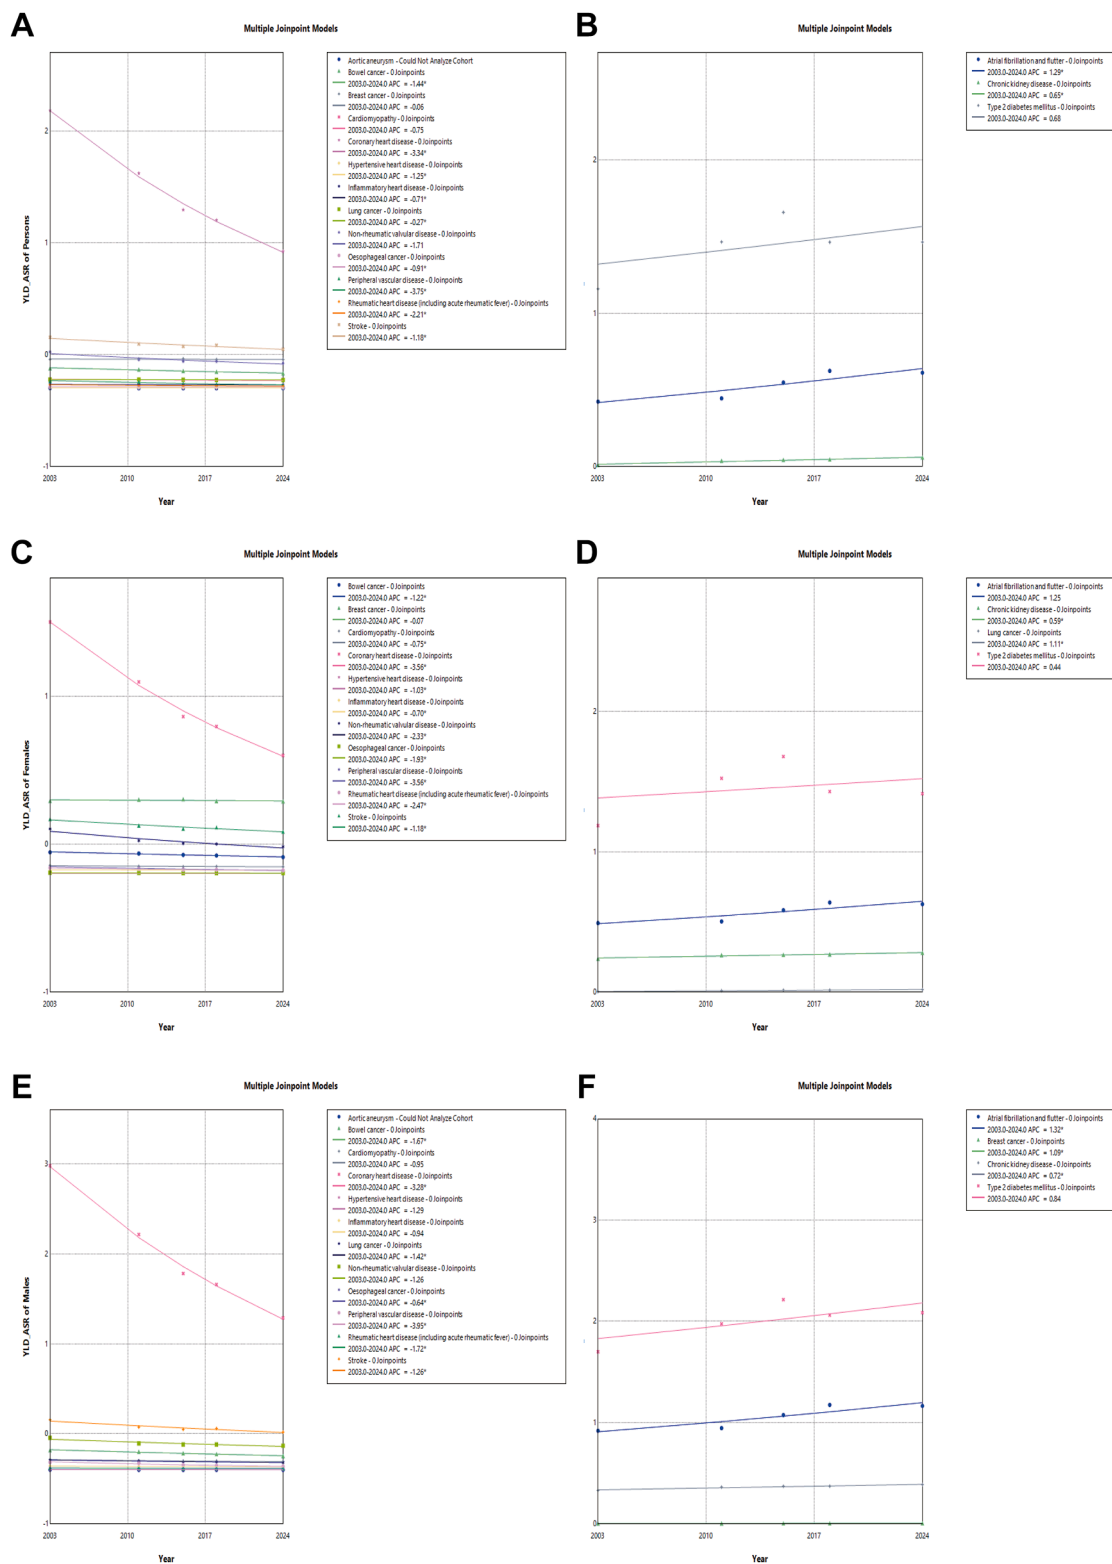 A
Multiple Joinpoint Models
YLD_ASR of Persons
2
1
0
-1
2003
2010
2017
2024
Year
Aortic aneurysm - Could Not Analyze Cohort
Bowel cancer - 0 Joinpoints
2003.0-2024.0 APC = -1.44*
Breast cancer - 0 Joinpoints
2003.0-2024.0 APC = -0.06
Cardiomyopathy - 0 Joinpoints
2003.0-2024.0 APC = -0.75
Coronary heart disease - 0 Joinpoints
2003.0-2024.0 APC = -3.34*
Hypertensive heart disease - 0 Joinpoints
2003.0-2024.0 APC = -1.25*
Inflammatory heart disease - 0 Joinpoints
2003.0-2024.0 APC = -0.71*
Lung cancer - 0 Joinpoints
2003.0-2024.0 APC = -0.27*
Non-rheumatic valvular disease - 0 Joinpoints
2003.0-2024.0 APC = -1.71
Oesophageal cancer - 0 Joinpoints
2003.0-2024.0 APC = -0.91*
Peripheral vascular disease - 0 Joinpoints
2003.0-2024.0 APC = -3.75*
Rheumatic heart disease (including acute rheumatic fever) - 0 Joinpoints
2003.0-2024.0 APC = -2.21*
Stroke - 0 Joinpoints
2003.0-2024.0 APC = -1.18*
B
Multiple Joinpoint Models
2
1
0
2003
2010
2017
2024
Year
Atrial fibrillation and flutter - 0 Joinpoints
2003.0-2024.0 APC = 1.29*
Chronic kidney disease - 0 Joinpoints
2003.0-2024.0 APC = 0.65*
Type 2 diabetes mellitus - 0 Joinpoints
2003.0-2024.0 APC = 0.68
C
Multiple Joinpoint Models
YLD_ASR of Females
1
0
-1
2003
2010
2017
2024
Year
Bowel cancer - 0 Joinpoints
2003.0-2024.0 APC = -1.22*
Breast cancer - 0 Joinpoints
2003.0-2024.0 APC = -0.07
Cardiomyopathy - 0 Joinpoints
2003.0-2024.0 APC = -0.75*
Coronary heart disease - 0 Joinpoints
2003.0-2024.0 APC = -3.56*
Hypertensive heart disease - 0 Joinpoints
2003.0-2024.0 APC = -1.03*
Inflammatory heart disease - 0 Joinpoints
2003.0-2024.0 APC = -0.70*
Non-rheumatic valvular disease - 0 Joinpoints
2003.0-2024.0 APC = -2.33*
Oesophageal cancer - 0 Joinpoints
2003.0-2024.0 APC = -1.93*
Peripheral vascular disease - 0 Joinpoints
2003.0-2024.0 APC = -3.56*
Rheumatic heart disease (including acute rheumatic fever) - 0 Joinpoints
2003.0-2024.0 APC = -2.47*
Stroke - 0 Joinpoints
2003.0-2024.0 APC = -1.18*
D
Multiple Joinpoint Models
2
1
0
2003
2010
2017
2024
Year
Atrial fibrillation and flutter - 0 Joinpoints
2003.0-2024.0 APC = 1.25
Chronic kidney disease - 0 Joinpoints
2003.0-2024.0 APC = 0.59*
Lung cancer - 0 Joinpoints
2003.0-2024.0 APC = 1.11*
Type 2 diabetes mellitus - 0 Joinpoints
2003.0-2024.0 APC = 0.44
E
Multiple Joinpoint Models
YLD_ASR of Males
3
2
1
0
-1
2003
2010
2017
2024
Year
Aortic aneurysm - Could Not Analyze Cohort
Bowel cancer - 0 Joinpoints
2003.0-2024.0 APC = -1.67*
Cardiomyopathy - 0 Joinpoints
2003.0-2024.0 APC = -0.95
Coronary heart disease - 0 Joinpoints
2003.0-2024.0 APC = -3.28*
Hypertensive heart disease - 0 Joinpoints
2003.0-2024.0 APC = -1.29
Inflammatory heart disease - 0 Joinpoints
2003.0-2024.0 APC = -0.94
Lung cancer - 0 Joinpoints
2003.0-2024.0 APC = -1.42*
Non-rheumatic valvular disease - 0 Joinpoints
2003.0-2024.0 APC = -1.26
Oesophageal cancer - 0 Joinpoints
2003.0-2024.0 APC = -0.64*
Peripheral vascular disease - 0 Joinpoints
2003.0-2024.0 APC = -3.95*
Rheumatic heart disease (including acute rheumatic fever) - 0 Joinpoints
2003.0-2024.0 APC = -1.72*
Stroke - 0 Joinpoints
2003.0-2024.0 APC = -1.26*
F
Multiple Joinpoint Models
4
3
2
1
0
2003
2010
2017
2024
Year
Atrial fibrillation and flutter - 0 Joinpoints
2003.0-2024.0 APC = 1.32*
Breast cancer - 0 Joinpoints
2003.0-2024.0 APC = 1.09*
Chronic kidney disease - 0 Joinpoints
2003.0-2024.0 APC = 0.72*
Type 2 diabetes mellitus - 0 Joinpoints
2003.0-2024.0 APC = 0.84